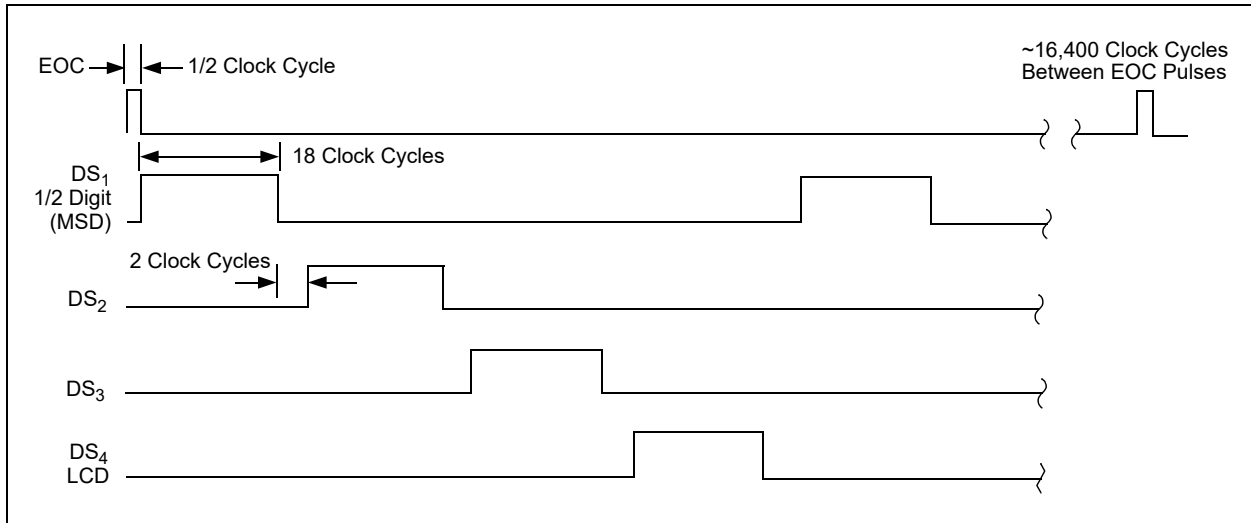 EOC
1/2 Clock Cycle
~16,400 Clock Cycles
Between EOC Pulses
18 Clock Cycles
DS1
1/2 Digit
(MSD)
2 Clock Cycles
DS2
DS3
DS4
LCD